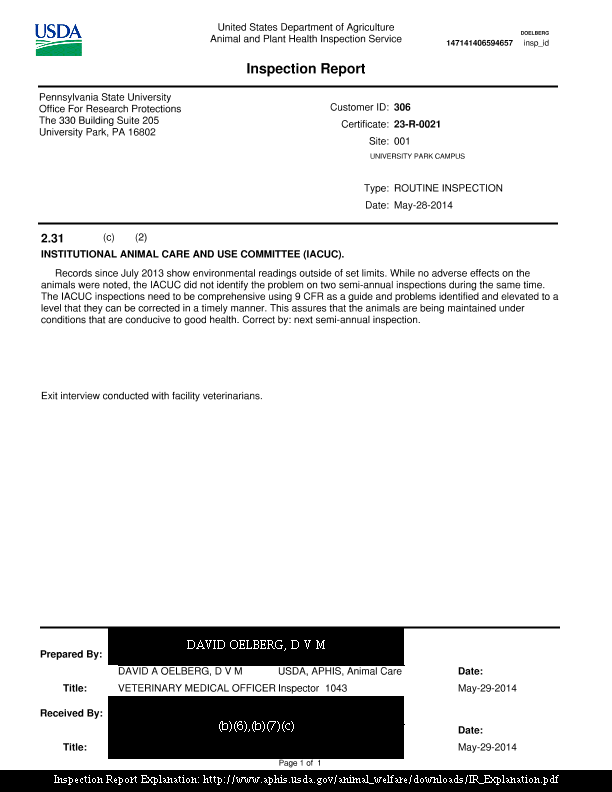 USDA
United States Department of Agriculture
Animal and Plant Health Inspection Service
DOELBERG
147141406594657 insp_id
Inspection Report
Pennsylvania State University
Office For Research Protections
The 330 Building Suite 205
University Park, PA 16802
Customer ID: 306
Certificate: 23-R-0021
Site: 001
UNIVERSITY PARK CAMPUS
Type: ROUTINE INSPECTION
Date: May-28-2014
2.31 (c) (2)
INSTITUTIONAL ANIMAL CARE AND USE COMMITTEE (IACUC).
Records since July 2013 show environmental readings outside of set limits. While no adverse effects on the
animals were noted, the IACUC did not identify the problem on two semi-annual inspections during the same time.
The IACUC inspections need to be comprehensive using 9 CFR as a guide and problems identified and elevated to a
level that they can be corrected in a timely manner. This assures that the animals are being maintained under
conditions that are conducive to good health. Correct by: next semi-annual inspection.
Exit interview conducted with facility veterinarians.
DAVID OELBERG, D V M
Prepared By:
DAVID A OELBERG, D V M USDA, APHIS, Animal Care Date:
Title: VETERINARY MEDICAL OFFICER Inspector 1043 May-29-2014
Received By:
(b)(6),(b)(7)(c)
Date:
Title: May-29-2014
Page 1 of 1
Inspection Report Explanation: http://www.aphis.usda.gov/animal_welfare/downloads/IR_Explanation.pdf